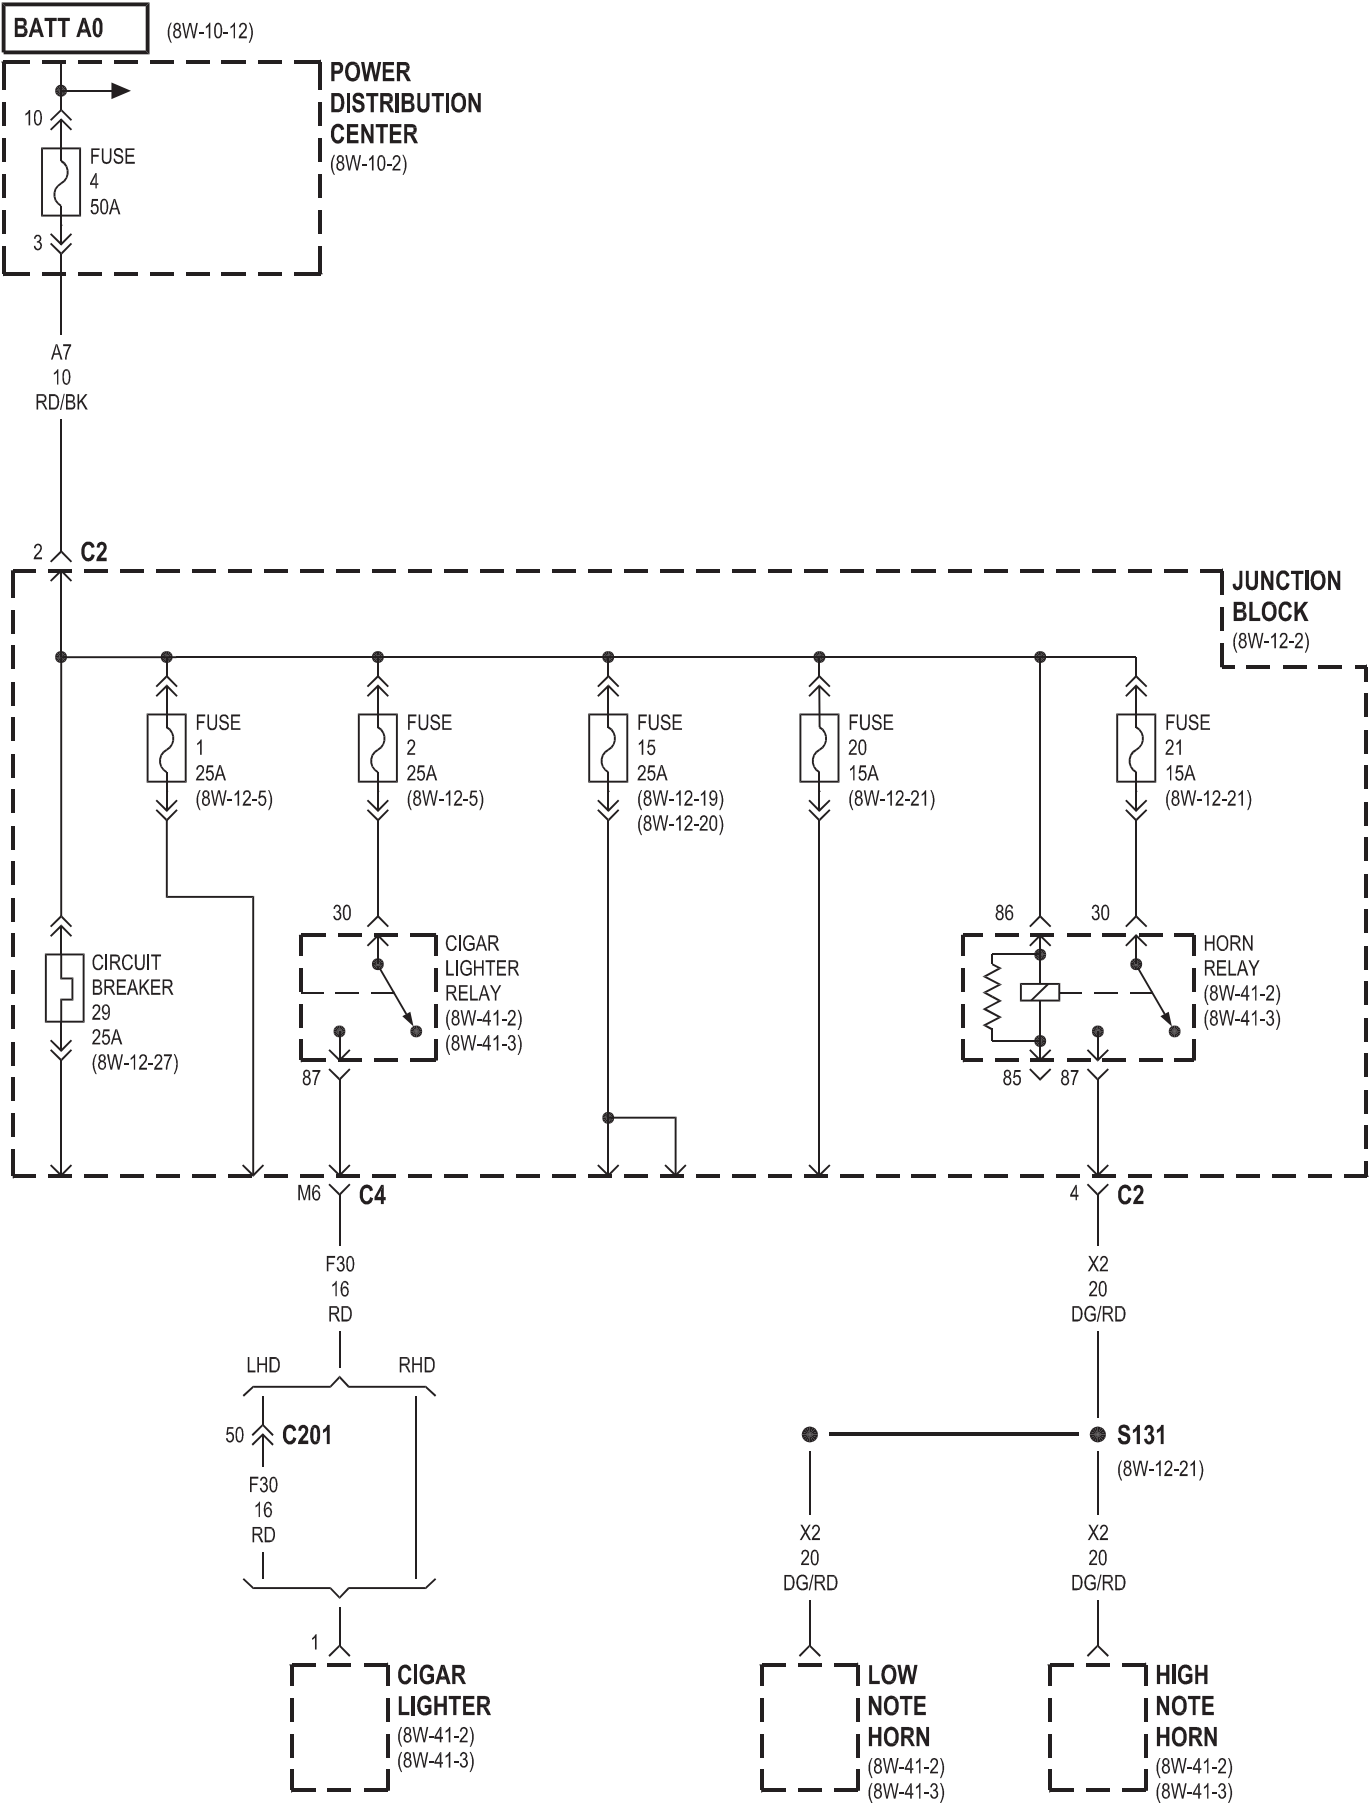 BATT A0
(8W-10-12)
POWER
DISTRIBUTION
CENTER
(8W-10-2)
10
FUSE
4
50A
3
A7
10
RD/BK
2
C2
JUNCTION
BLOCK
(8W-12-2)
FUSE
1
25A
(8W-12-5)
FUSE
2
25A
(8W-12-5)
FUSE
15
25A
(8W-12-19)
(8W-12-20)
FUSE
20
15A
(8W-12-21)
FUSE
21
15A
(8W-12-21)
CIRCUIT
BREAKER
29
25A
(8W-12-27)
30
CIGAR
LIGHTER
RELAY
(8W-41-2)
(8W-41-3)
87
86
30
HORN
RELAY
(8W-41-2)
(8W-41-3)
85
87
M6
C4
4
C2
F30
16
RD
X2
20
DG/RD
LHD
RHD
50
C201
F30
16
RD
S131
(8W-12-21)
X2
20
DG/RD
X2
20
DG/RD
1
CIGAR
LIGHTER
(8W-41-2)
(8W-41-3)
LOW
NOTE
HORN
(8W-41-2)
(8W-41-3)
HIGH
NOTE
HORN
(8W-41-2)
(8W-41-3)